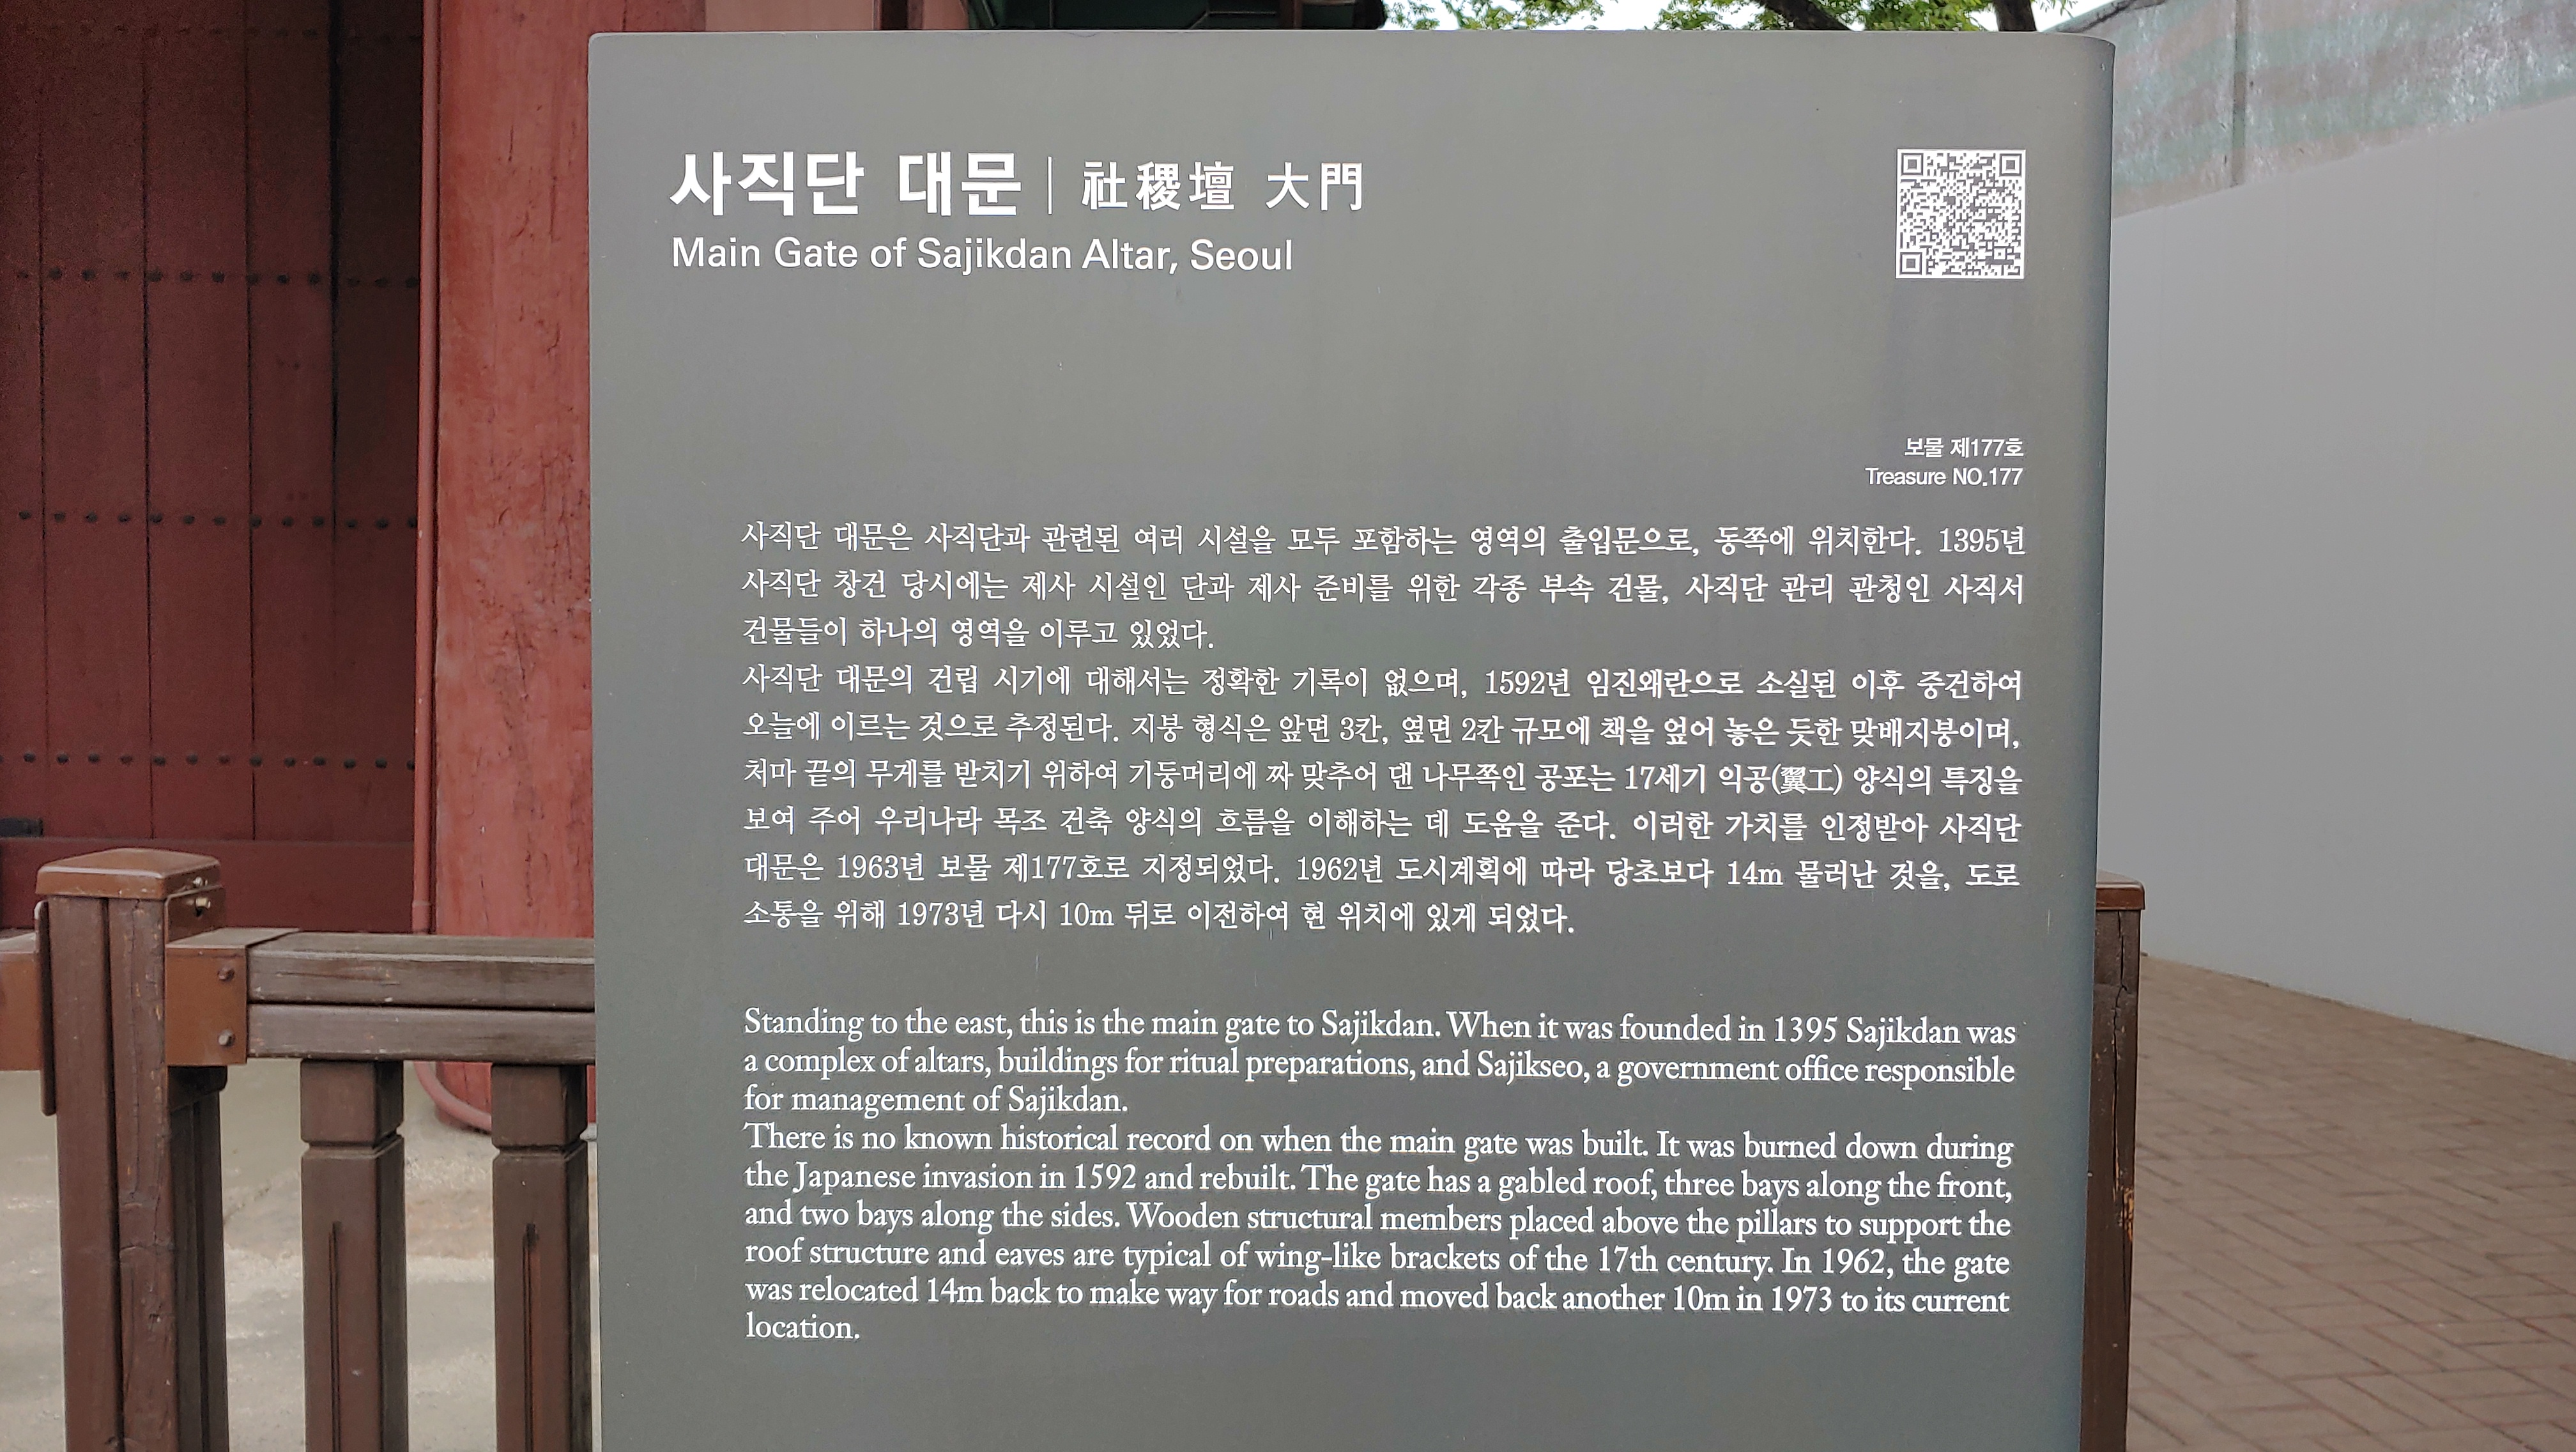 사직단 대문 | 社稷壇 大門
Main Gate of Sajikdan Altar, Seoul
보물 제177호
Treasure NO.177
사직단 대문은 사직단과 관련된 여러 시설을 모두 포함하는 영역의 출입문으로, 동쪽에 위치한다. 1395년
사직단 창건 당시에는 제사 시설인 단과 제사 준비를 위한 각종 부속 건물, 사직단 관리 관청인 사직서
건물들이 하나의 영역을 이루고 있었다.
사직단 대문의 건립 시기에 대해서는 정확한 기록이 없으며, 1592년 임진왜란으로 소실된 이후 중건하여
오늘에 이르는 것으로 추정된다. 지붕 형식은 앞면 3칸, 옆면 2칸 규모에 책을 엎어 놓은 듯한 맞배지붕이며,
처마 끝의 무게를 받치기 위하여 기둥머리에 짜 맞추어 댄 나무쪽인 공포는 17세기 익공(翼工) 양식의 특징을
보여 주어 우리나라 목조 건축 양식의 흐름을 이해하는 데 도움을 준다. 이러한 가치를 인정받아 사직단
대문은 1963년 보물 제177호로 지정되었다. 1962년 도시계획에 따라 당초보다 14m 물러난 것을, 도로
소통을 위해 1973년 다시 10m 뒤로 이전하여 현 위치에 있게 되었다.
Standing to the east, this is the main gate to Sajikdan. When it was founded in 1395 Sajikdan was
a complex of altars, buildings for ritual preparations, and Sajikseo, a government office responsible
for management of Sajikdan.
There is no known historical record on when the main gate was built. It was burned down during
the Japanese invasion in 1592 and rebuilt. The gate has a gabled roof, three bays along the front,
and two bays along the sides. Wooden structural members placed above the pillars to support the
roof structure and eaves are typical of wing-like brackets of the 17th century. In 1962, the gate
was relocated 14m back to make way for roads and moved back another 10m in 1973 to its current
location.